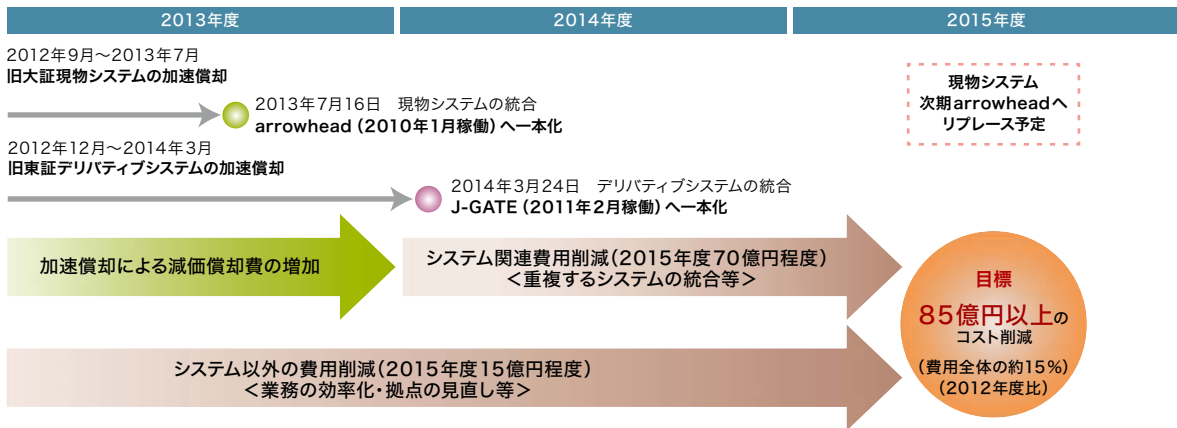 2013年度
2014年度
2015年度
2012年9月～2013年7月
旧大証現物システムの加速償却
2013年7月16日　現物システムの統合
arrowhead（2010年1月稼働）へ一本化
現物システム
次期arrowheadへ
リプレース予定
2012年12月～2014年3月
旧東証デリバティブシステムの加速償却
2014年3月24日　デリバティブシステムの統合
J-GATE（2011年2月稼働）へ一本化
加速償却による減価償却費の増加
システム関連費用削減（2015年度70億円程度）
＜重複するシステムの統合等＞
システム以外の費用削減（2015年度15億円程度）
＜業務の効率化・拠点の見直し等＞
目標
85億円以上の
コスト削減
（費用全体の約15%）
（2012年度比）